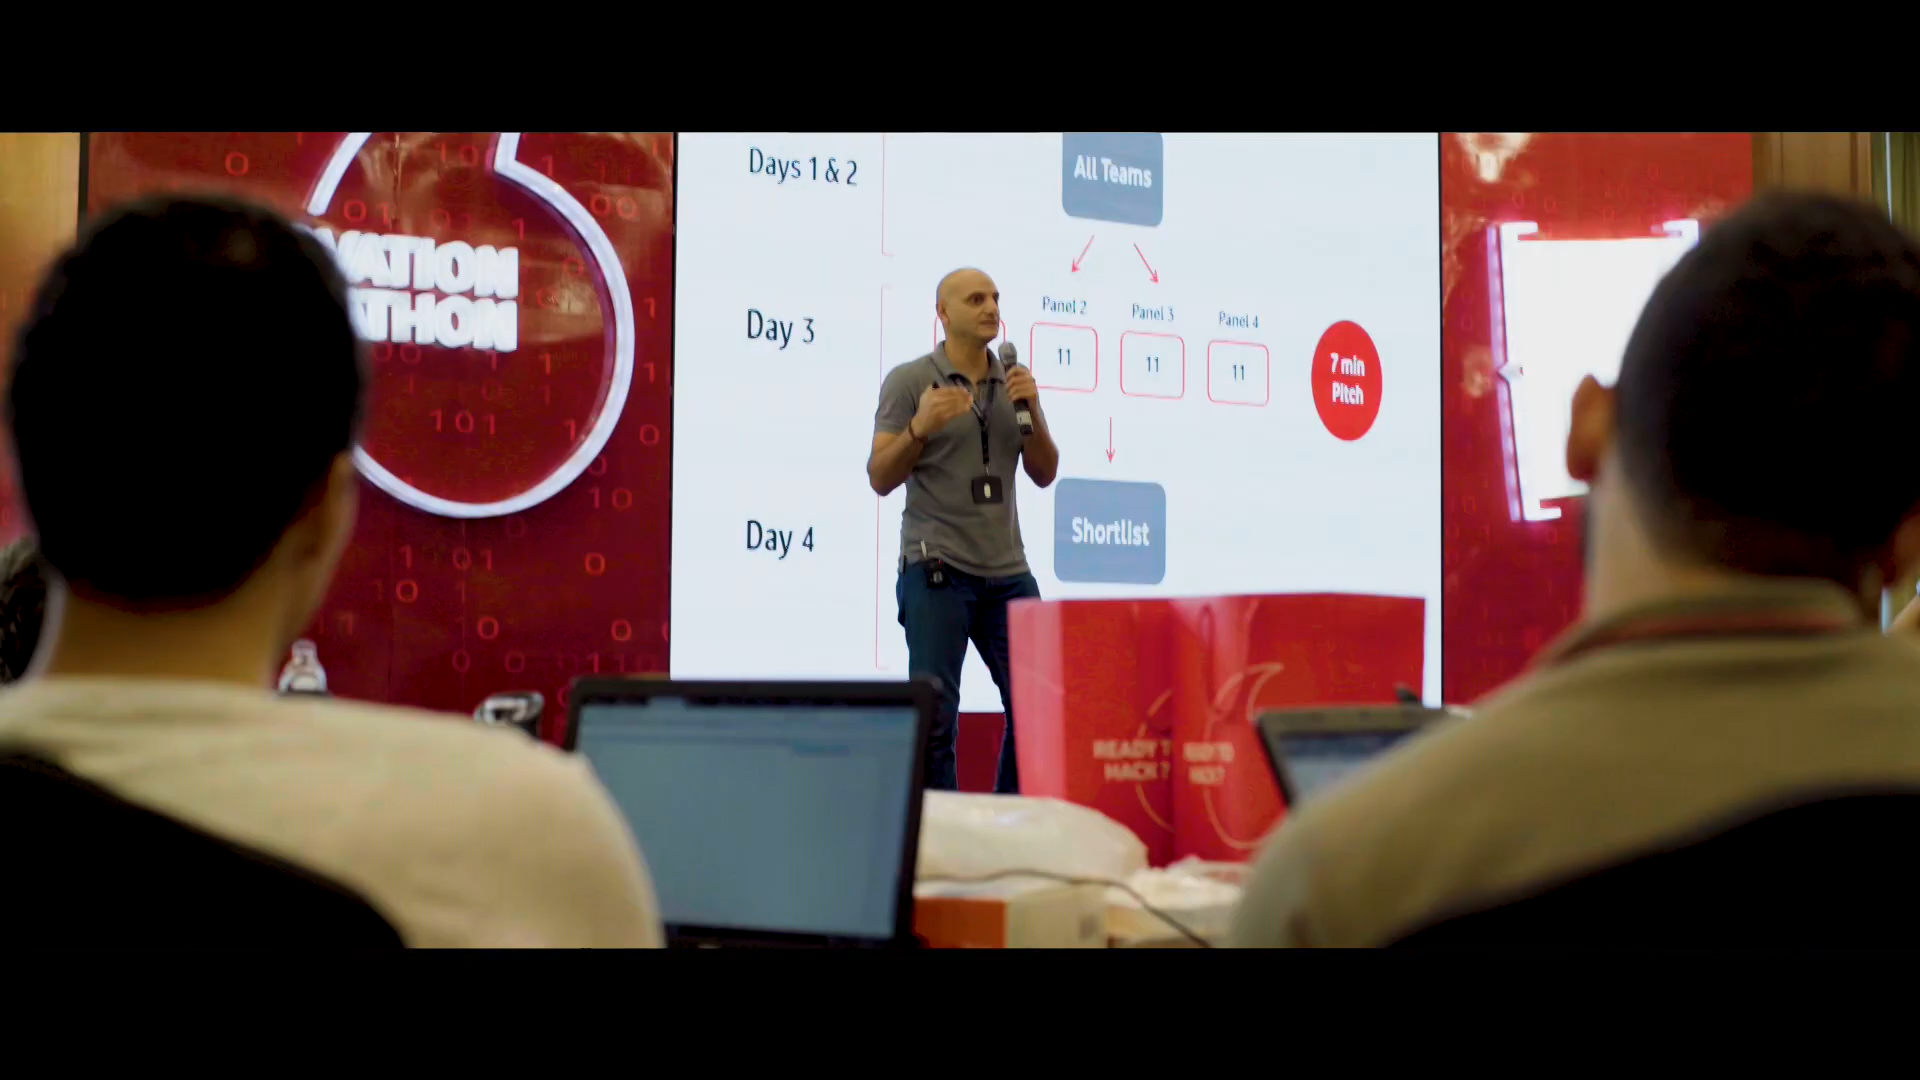 Days 1 & 2
All Teams
VATION
ATHON
Day 3
Panel 2
Panel 3
Panel 4
11
11
11
7 min
Pitch
Day 4
Shortlist
READY T
HACK?